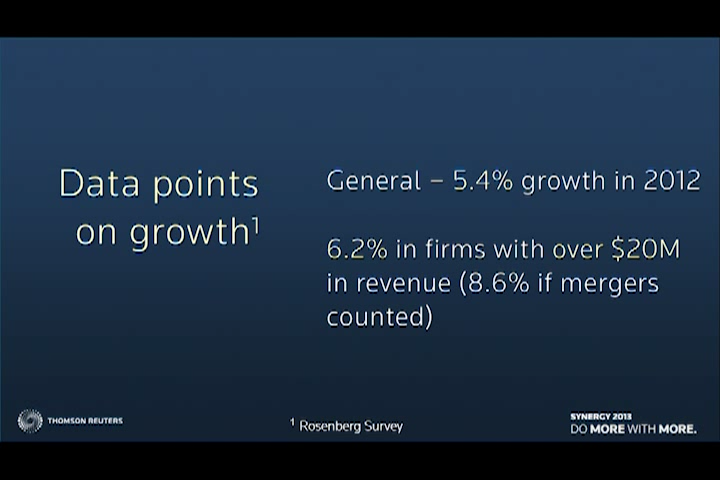 Data points
on growth¹
General – 5.4% growth in 2012
6.2% in firms with over $20M
in revenue (8.6% if mergers
counted)
THOMSON REUTERS
¹ Rosenberg Survey
SYNERGY 2013
DO MORE WITH MORE.